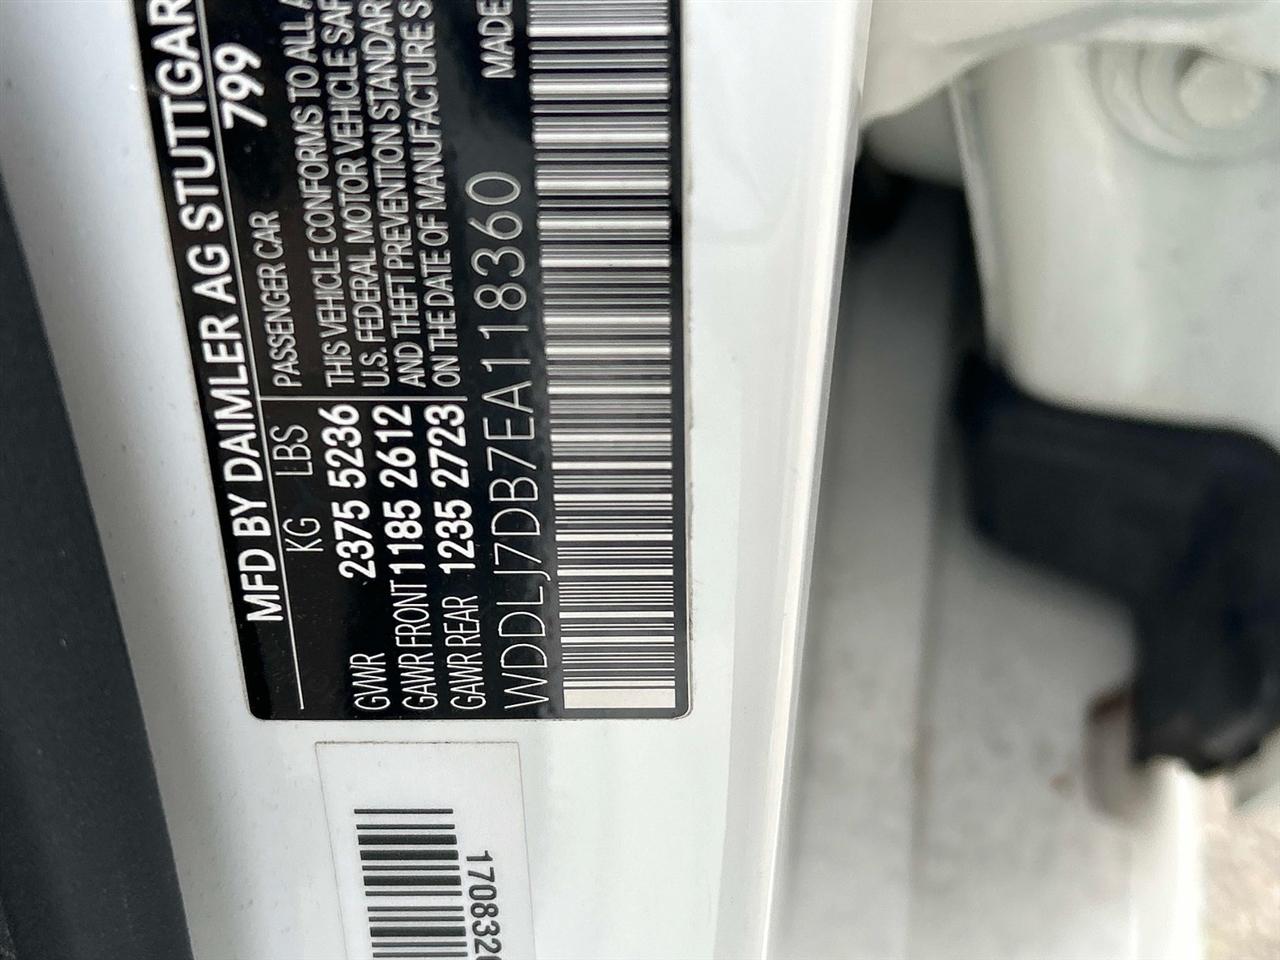 MFD BY DAIMLER AG STUTTGAR
799
KG LBS
PASSENGER CAR
GVWR 2375 5236
GAWR FRONT 1185 2612
GAWR REAR 1235 2723
THIS VEHICLE CONFORMS TO ALL A
U.S. FEDERAL MOTOR VEHICLE SAF
AND THEFT PREVENTION STANDAR
ON THE DATE OF MANUFACTURE S
MADE
WDDLJ7DB7EA118360
170832